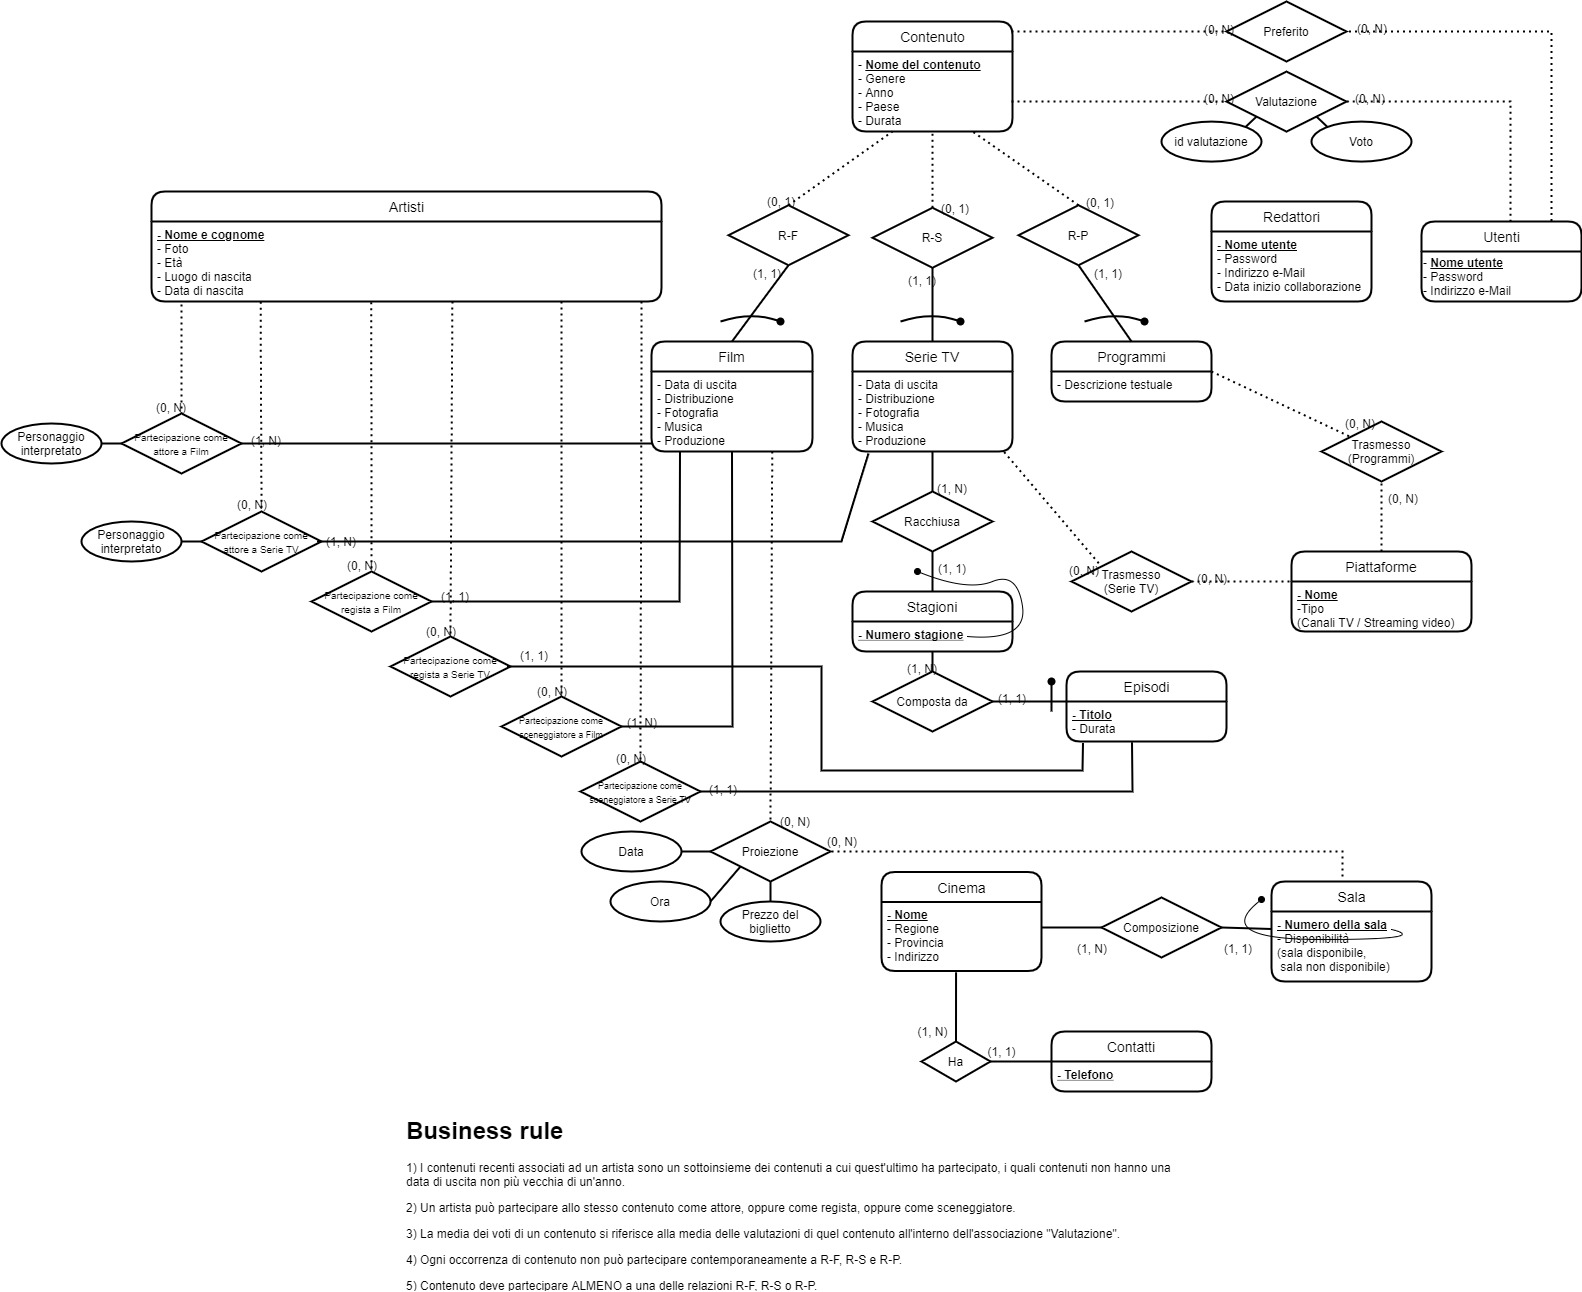 Contenuto
- Nome del contenuto
- Genere
- Anno
- Paese
- Durata
(0, N)
Preferito
(0, N)
(0, N)
Valutazione
(0, N)
id valutazione
Voto
Artisti
- Nome e cognome
- Foto
- Età
- Luogo di nascita
- Data di nascita
(0, 1)
R-F
(1, 1)
(0, 1)
R-S
(1, 1)
(0, 1)
R-P
(1, 1)
Redattori
- Nome utente
- Password
- Indirizzo e-Mail
- Data inizio collaborazione
Utenti
- Nome utente
- Password
- Indirizzo e-Mail
Film
- Data di uscita
- Distribuzione
- Fotografia
- Musica
- Produzione
Serie TV
- Data di uscita
- Distribuzione
- Fotografia
- Musica
- Produzione
Programmi
- Descrizione testuale
(0, N)
Personaggio
interpretato
Partecipazione come
attore a Film
(1, N)
(0, N)
Trasmesso
(Programmi)
(0, N)
(0, N)
Personaggio
interpretato
Partecipazione come
attore a Serie TV
(1, N)
(1, N)
Racchiusa
(1, 1)
(0, N)
Trasmesso
(Serie TV)
(0, N)
Piattaforme
- Nome
-Tipo
(Canali TV / Streaming video)
(0, N)
Partecipazione come
regista a Film
(1, 1)
Stagioni
- Numero stagione
(0, N)
Partecipazione come
regista a Serie TV
(1, 1)
(1, N)
Composta da
(1, 1)
Episodi
- Titolo
- Durata
(0, N)
Partecipazione come
sceneggiatore a Film
(1, N)
(0, N)
Partecipazione come
sceneggiatore a Serie TV
(1, 1)
(0, N)
Proiezione
(0, N)
Data
Ora
Prezzo del
biglietto
Cinema
- Nome
- Regione
- Provincia
- Indirizzo
Composizione
(1, N)
(1, 1)
Sala
- Numero della sala
- Disponibilità
(sala disponibile,
sala non disponibile)
(1, N)
Ha
(1, 1)
Contatti
- Telefono
Business rule
1) I contenuti recenti associati ad un artista sono un sottoinsieme dei contenuti a cui quest'ultimo ha partecipato, i quali contenuti non hanno una
data di uscita non più vecchia di un'anno.
2) Un artista può partecipare allo stesso contenuto come attore, oppure come regista, oppure come sceneggiatore.
3) La media dei voti di un contenuto si riferisce alla media delle valutazioni di quel contenuto all'interno dell'associazione "Valutazione".
4) Ogni occorrenza di contenuto non può partecipare contemporaneamente a R-F, R-S e R-P.
5) Contenuto deve partecipare ALMENO a una delle relazioni R-F, R-S o R-P.